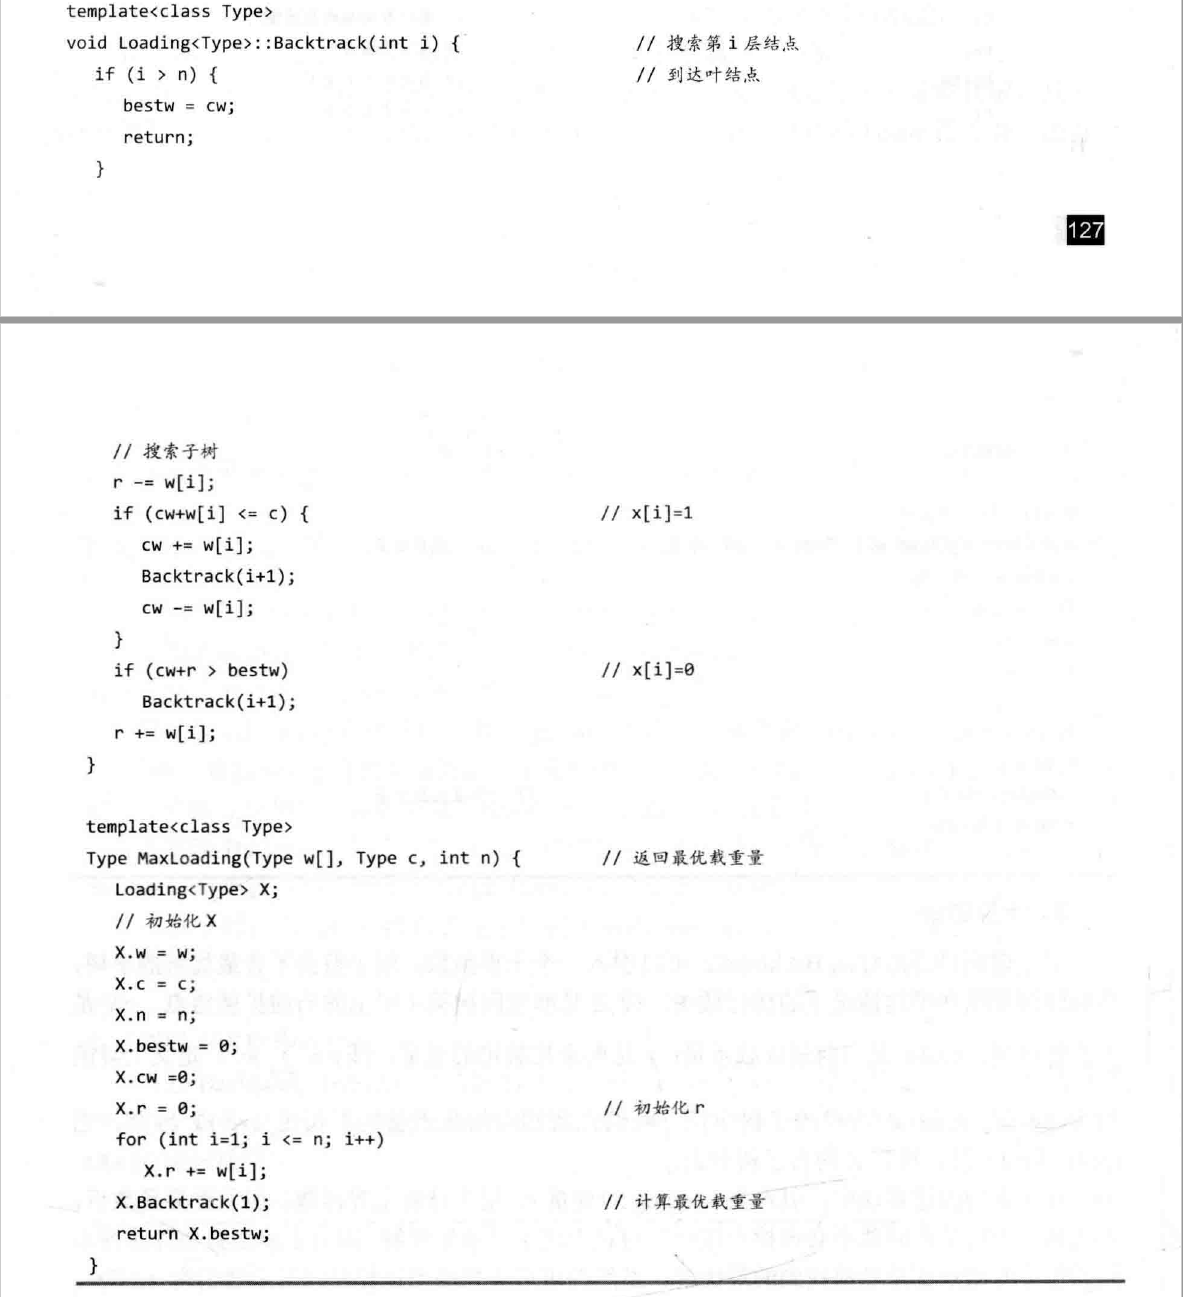 template<class Type>
void Loading<Type>::Backtrack(int i) { // 搜索第 i 层结点
if (i > n) { // 到达叶结点
bestw = cw;
return;
}
127
// 搜索子树
r -= w[i];
if (cw+w[i] <= c) { // x[i]=1
cw += w[i];
Backtrack(i+1);
cw -= w[i];
}
if (cw+r > bestw) // x[i]=0
Backtrack(i+1);
r += w[i];
}
template<class Type>
Type MaxLoading(Type w[], Type c, int n) { // 返回最优载重量
Loading<Type> X;
// 初始化 X
X.w = w;
X.c = c;
X.n = n;
X.bestw = 0;
X.cw =0;
X.r = 0; // 初始化 r
for (int i=1; i <= n; i++)
X.r += w[i];
X.Backtrack(1); // 计算最优载重量
return X.bestw;
}